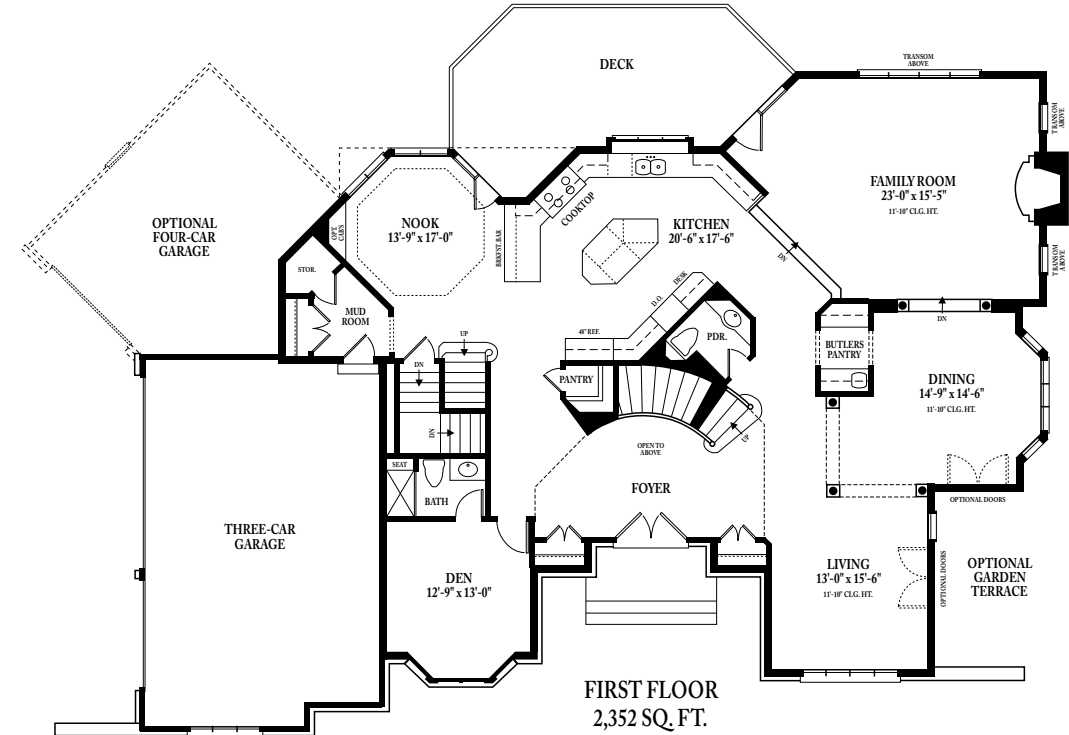 DECK
TRANSOM
ABOVE
TRANSOM
ABOVE
FAMILY ROOM
23'-0" x 15'-5"
11'-10" CLG. HT.
OPTIONAL
FOUR-CAR
GARAGE
OPT.
CAB'S
NOOK
13'-9" x 17'-0"
BRKFST. BAR
COOKTOP
KITCHEN
20'-6" x 17'-6"
DN
TRANSOM
ABOVE
STOR.
MUD
ROOM
DESK
D.O.
48" REF.
PDR.
UP
DN
DN
PANTRY
BUTLERS
PANTRY
DN
DINING
14'-9" x 14'-6"
11'-10" CLG. HT.
UP
OPEN TO
ABOVE
SEAT
BATH
FOYER
OPTIONAL DOORS
THREE-CAR
GARAGE
DEN
12'-9" x 13'-0"
LIVING
13'-0" x 15'-6"
11'-10" CLG. HT.
OPTIONAL DOORS
OPTIONAL
GARDEN
TERRACE
FIRST FLOOR
2,352 SQ. FT.